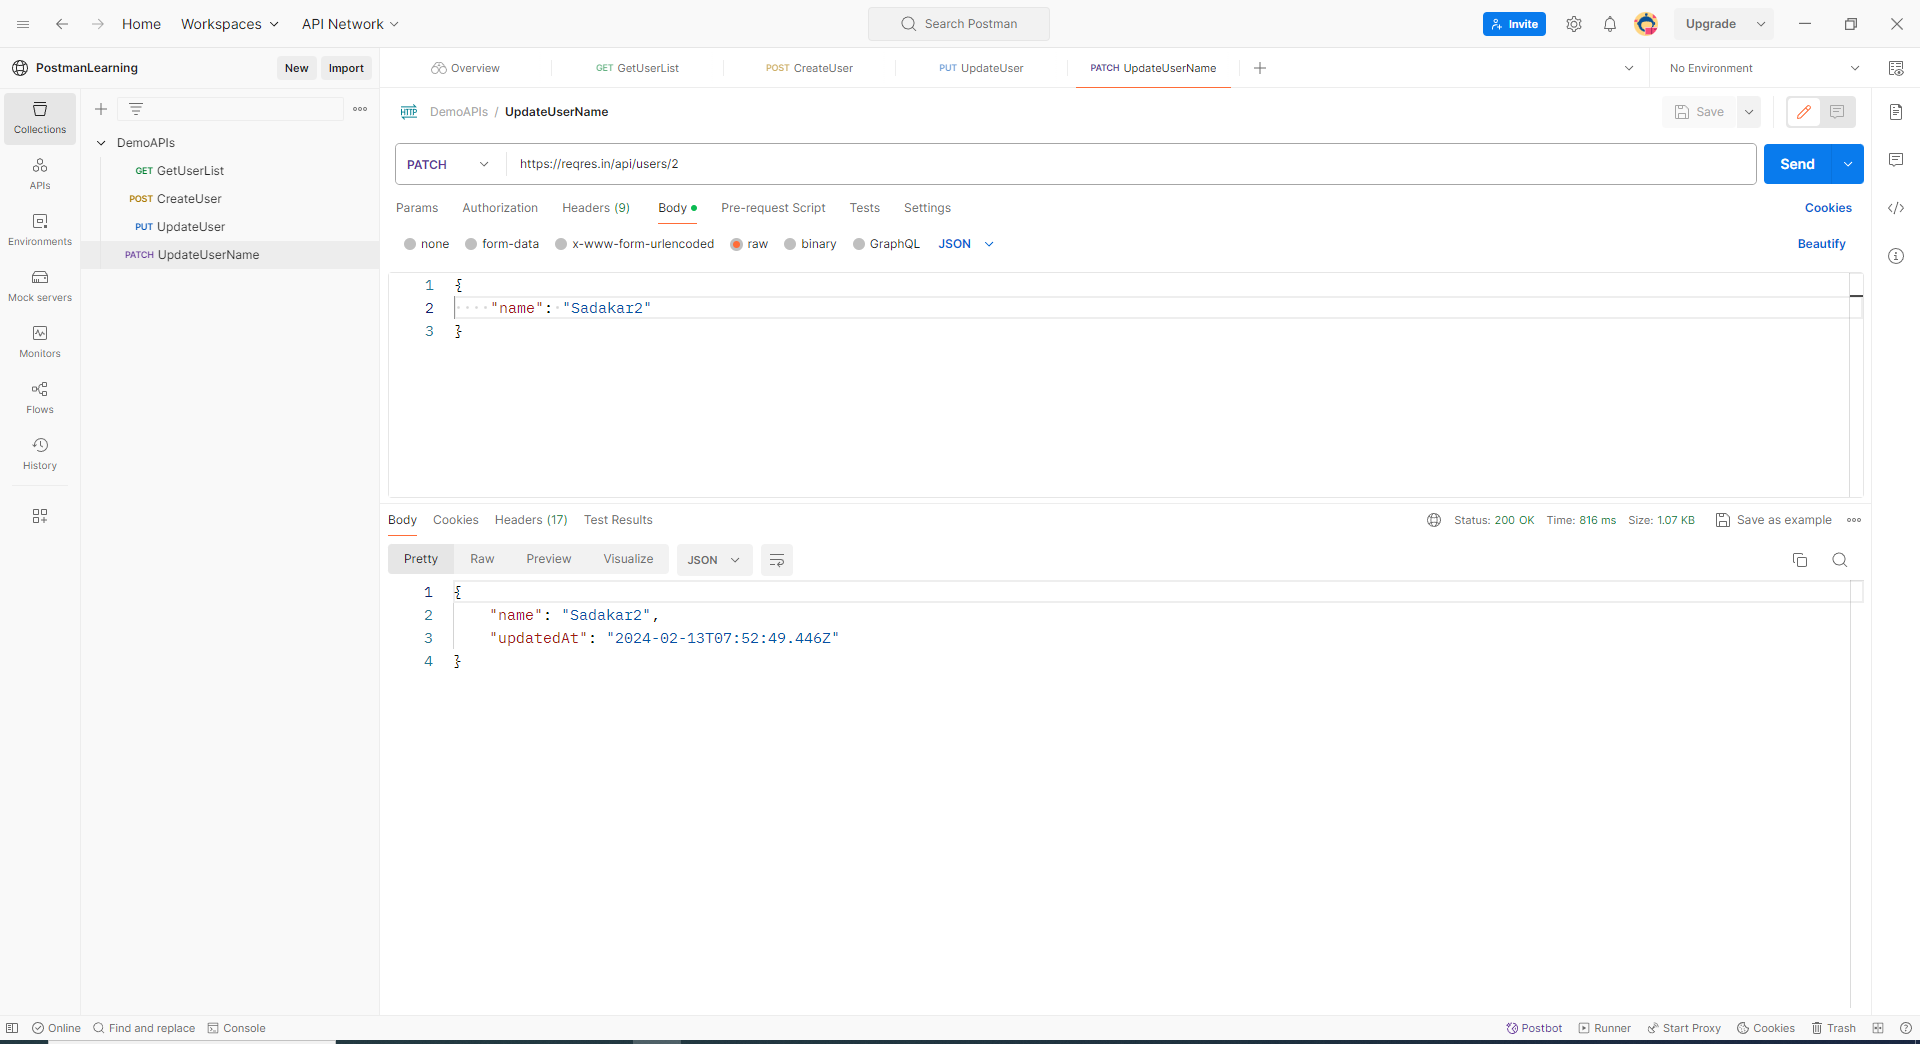 Home Workspaces API Network Search Postman Invite Upgrade
PostmanLearning New Import Overview GET GetUserList POST CreateUser PUT UpdateUser PATCH UpdateUserName No Environment
Collections
DemoAPIs
GET GetUserList
POST CreateUser
PUT UpdateUser
PATCH UpdateUserName
APIs
Environments
Mock servers
Monitors
Flows
History
HTTP DemoAPIs / UpdateUserName Save
PATCH https://reqres.in/api/users/2 Send
Params Authorization Headers (9) Body Pre-request Script Tests Settings Cookies
none form-data x-www-form-urlencoded raw binary GraphQL JSON Beautify
1 {
2 "name": "Sadakar2"
3 }
Body Cookies Headers (17) Test Results Status: 200 OK Time: 816 ms Size: 1.07 KB Save as example
Pretty Raw Preview Visualize JSON
1 {
2 "name": "Sadakar2",
3 "updatedAt": "2024-02-13T07:52:49.446Z"
4 }
Online Find and replace Console Postbot Runner Start Proxy Cookies Trash